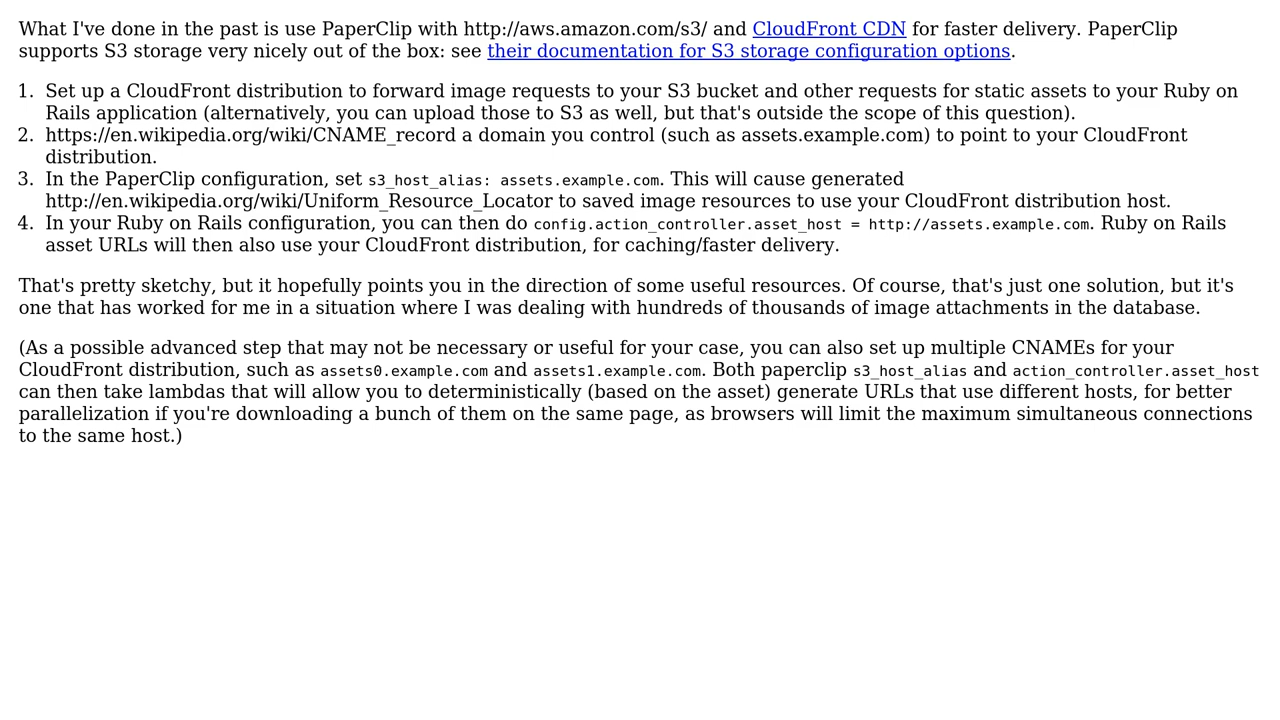 What I've done in the past is use PaperClip with http://aws.amazon.com/s3/ and CloudFront CDN for faster delivery. PaperClip
supports S3 storage very nicely out of the box: see their documentation for S3 storage configuration options.
1. Set up a CloudFront distribution to forward image requests to your S3 bucket and other requests for static assets to your Ruby on
Rails application (alternatively, you can upload those to S3 as well, but that's outside the scope of this question).
2. https://en.wikipedia.org/wiki/CNAME_record a domain you control (such as assets.example.com) to point to your CloudFront
distribution.
3. In the PaperClip configuration, set s3_host_alias: assets.example.com. This will cause generated
http://en.wikipedia.org/wiki/Uniform_Resource_Locator to saved image resources to use your CloudFront distribution host.
4. In your Ruby on Rails configuration, you can then do config.action_controller.asset_host = http://assets.example.com. Ruby on Rails
asset URLs will then also use your CloudFront distribution, for caching/faster delivery.
That's pretty sketchy, but it hopefully points you in the direction of some useful resources. Of course, that's just one solution, but it's
one that has worked for me in a situation where I was dealing with hundreds of thousands of image attachments in the database.
(As a possible advanced step that may not be necessary or useful for your case, you can also set up multiple CNAMEs for your
CloudFront distribution, such as assets0.example.com and assets1.example.com. Both paperclip s3_host_alias and action_controller.asset_host
can then take lambdas that will allow you to deterministically (based on the asset) generate URLs that use different hosts, for better
parallelization if you're downloading a bunch of them on the same page, as browsers will limit the maximum simultaneous connections
to the same host.)